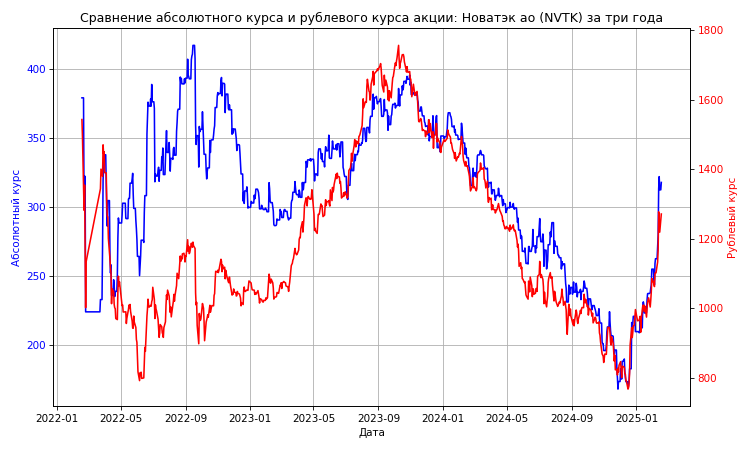 Сравнение абсолютного курса и рублевого курса акции: Новатэк ао (NVTK) за три года
Абсолютный курс
400
350
300
250
200
1800
1600
1400
1200
1000
800
Рублевый курс
2022-01 2022-05 2022-09 2023-01 2023-05 2023-09 2024-01 2024-05 2024-09 2025-01
Дата